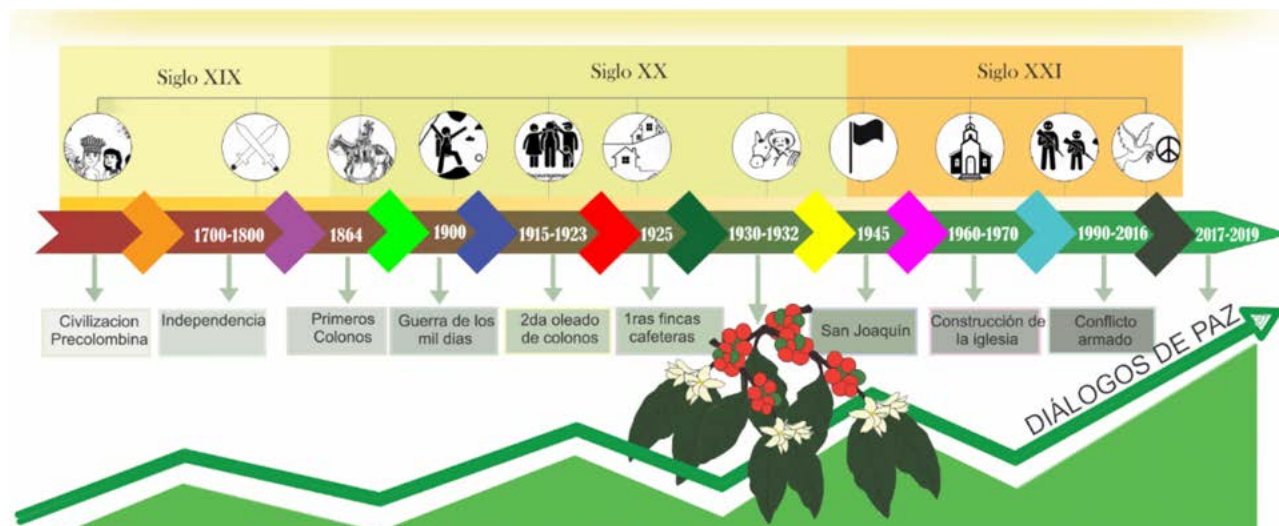 Siglo XIX
Siglo XX
Siglo XXI
1700-1800
1864
1900
1915-1923
1925
1930-1932
1945
1960-1970
1990-2016
2017-2019
Civilizacion
Precolombina
Independencia
Primeros
Colonos
Guerra de los
mil dias
2da oleado
de colonos
1ras fincas
cafeteras
San Joaquín
Construcción de
la iglesia
Conflicto
armado
DIÁLOGOS DE PAZ